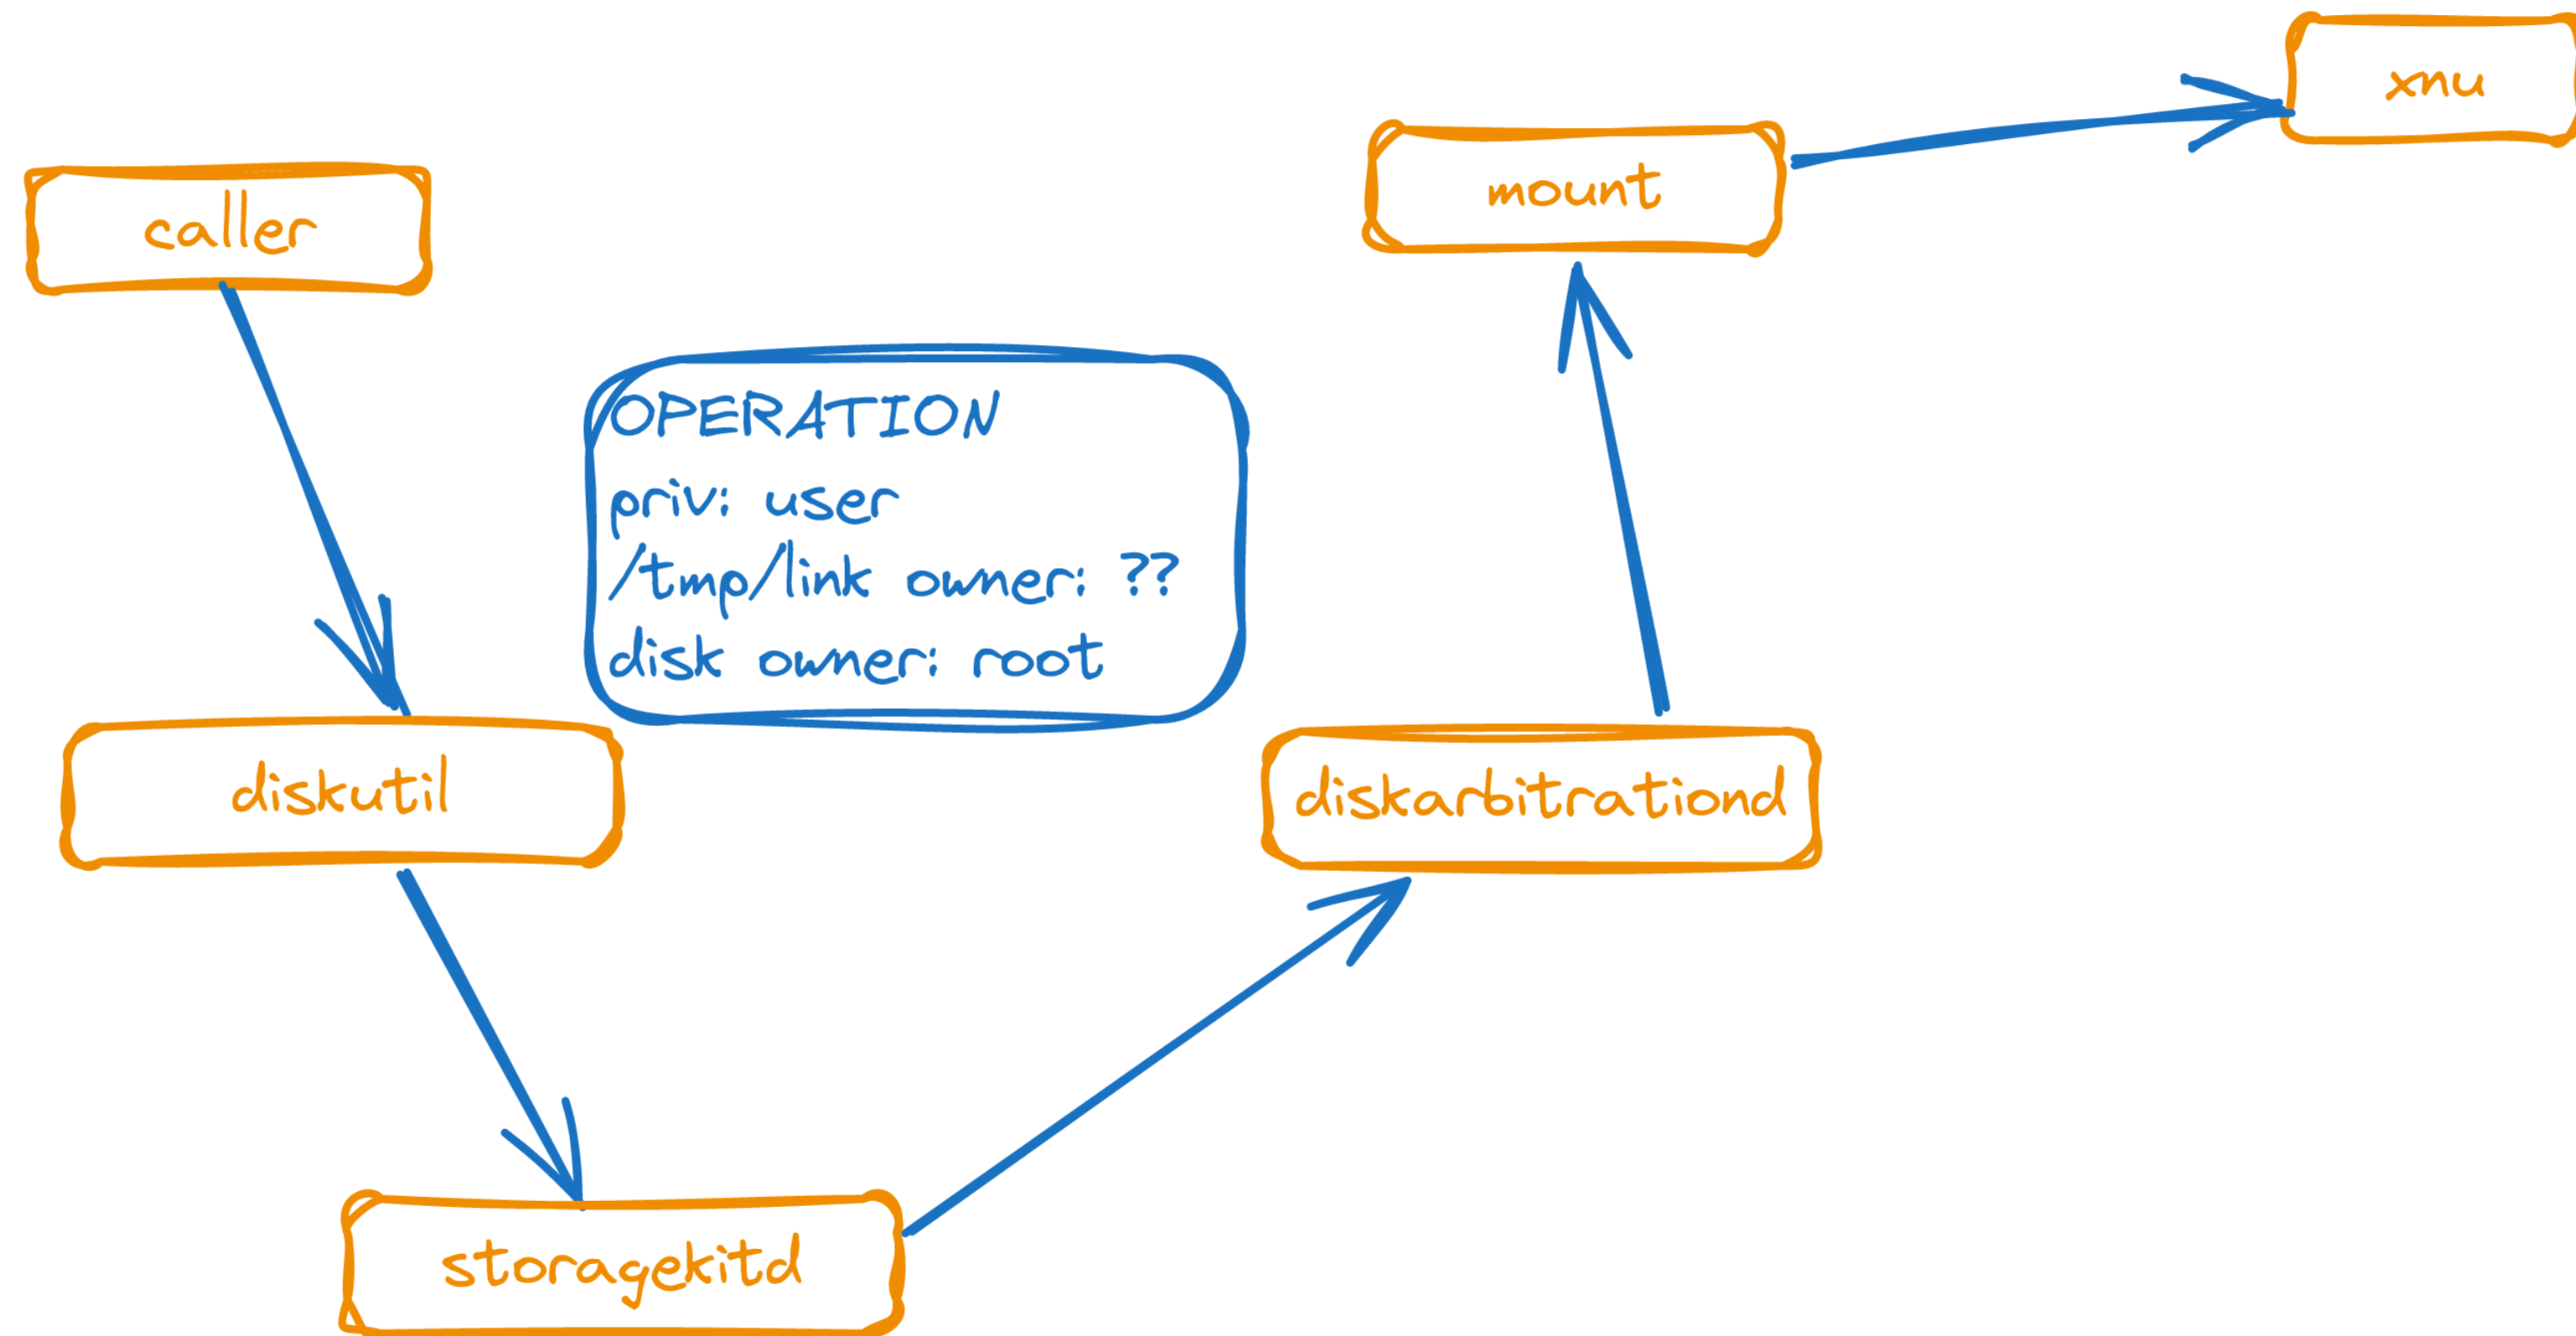 xnu
mount
caller
OPERATION
priv: user
/tmp/link owner: ??
disk owner: root
diskutil
diskarbitrationd
storagekitd